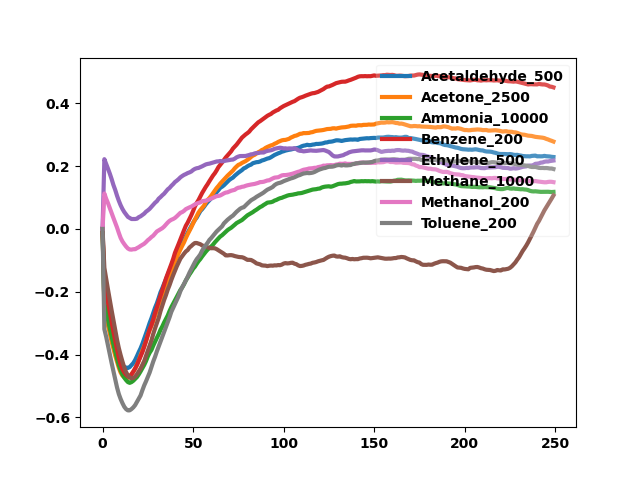 0.4
0.2
0.0
−0.2
−0.4
−0.6
0 50 100 150 200 250
Acetaldehyde_500
Acetone_2500
Ammonia_10000
Benzene_200
Ethylene_500
Methane_1000
Methanol_200
Toluene_200